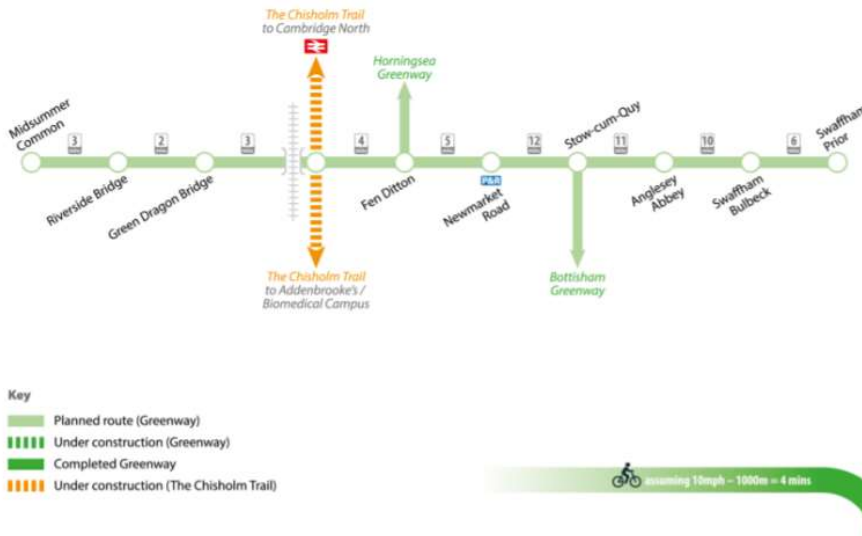 The Chisholm Trail
to Cambridge North
Horningsea
Greenway
Midsummer
Common
3
2
3
4
5
12
Stow-cum-Quy
11
10
6
Swaffham
Prior
Riverside Bridge
Green Dragon Bridge
Fen Ditton
P&R
Newmarket
Road
Anglesey
Abbey
Swaffham
Bulbeck
The Chisholm Trail
to Addenbrooke's /
Biomedical Campus
Bottisham
Greenway
Key
Planned route (Greenway)
Under construction (Greenway)
Completed Greenway
Under construction (The Chisholm Trail)
assuming 10mph – 1000m = 4 mins